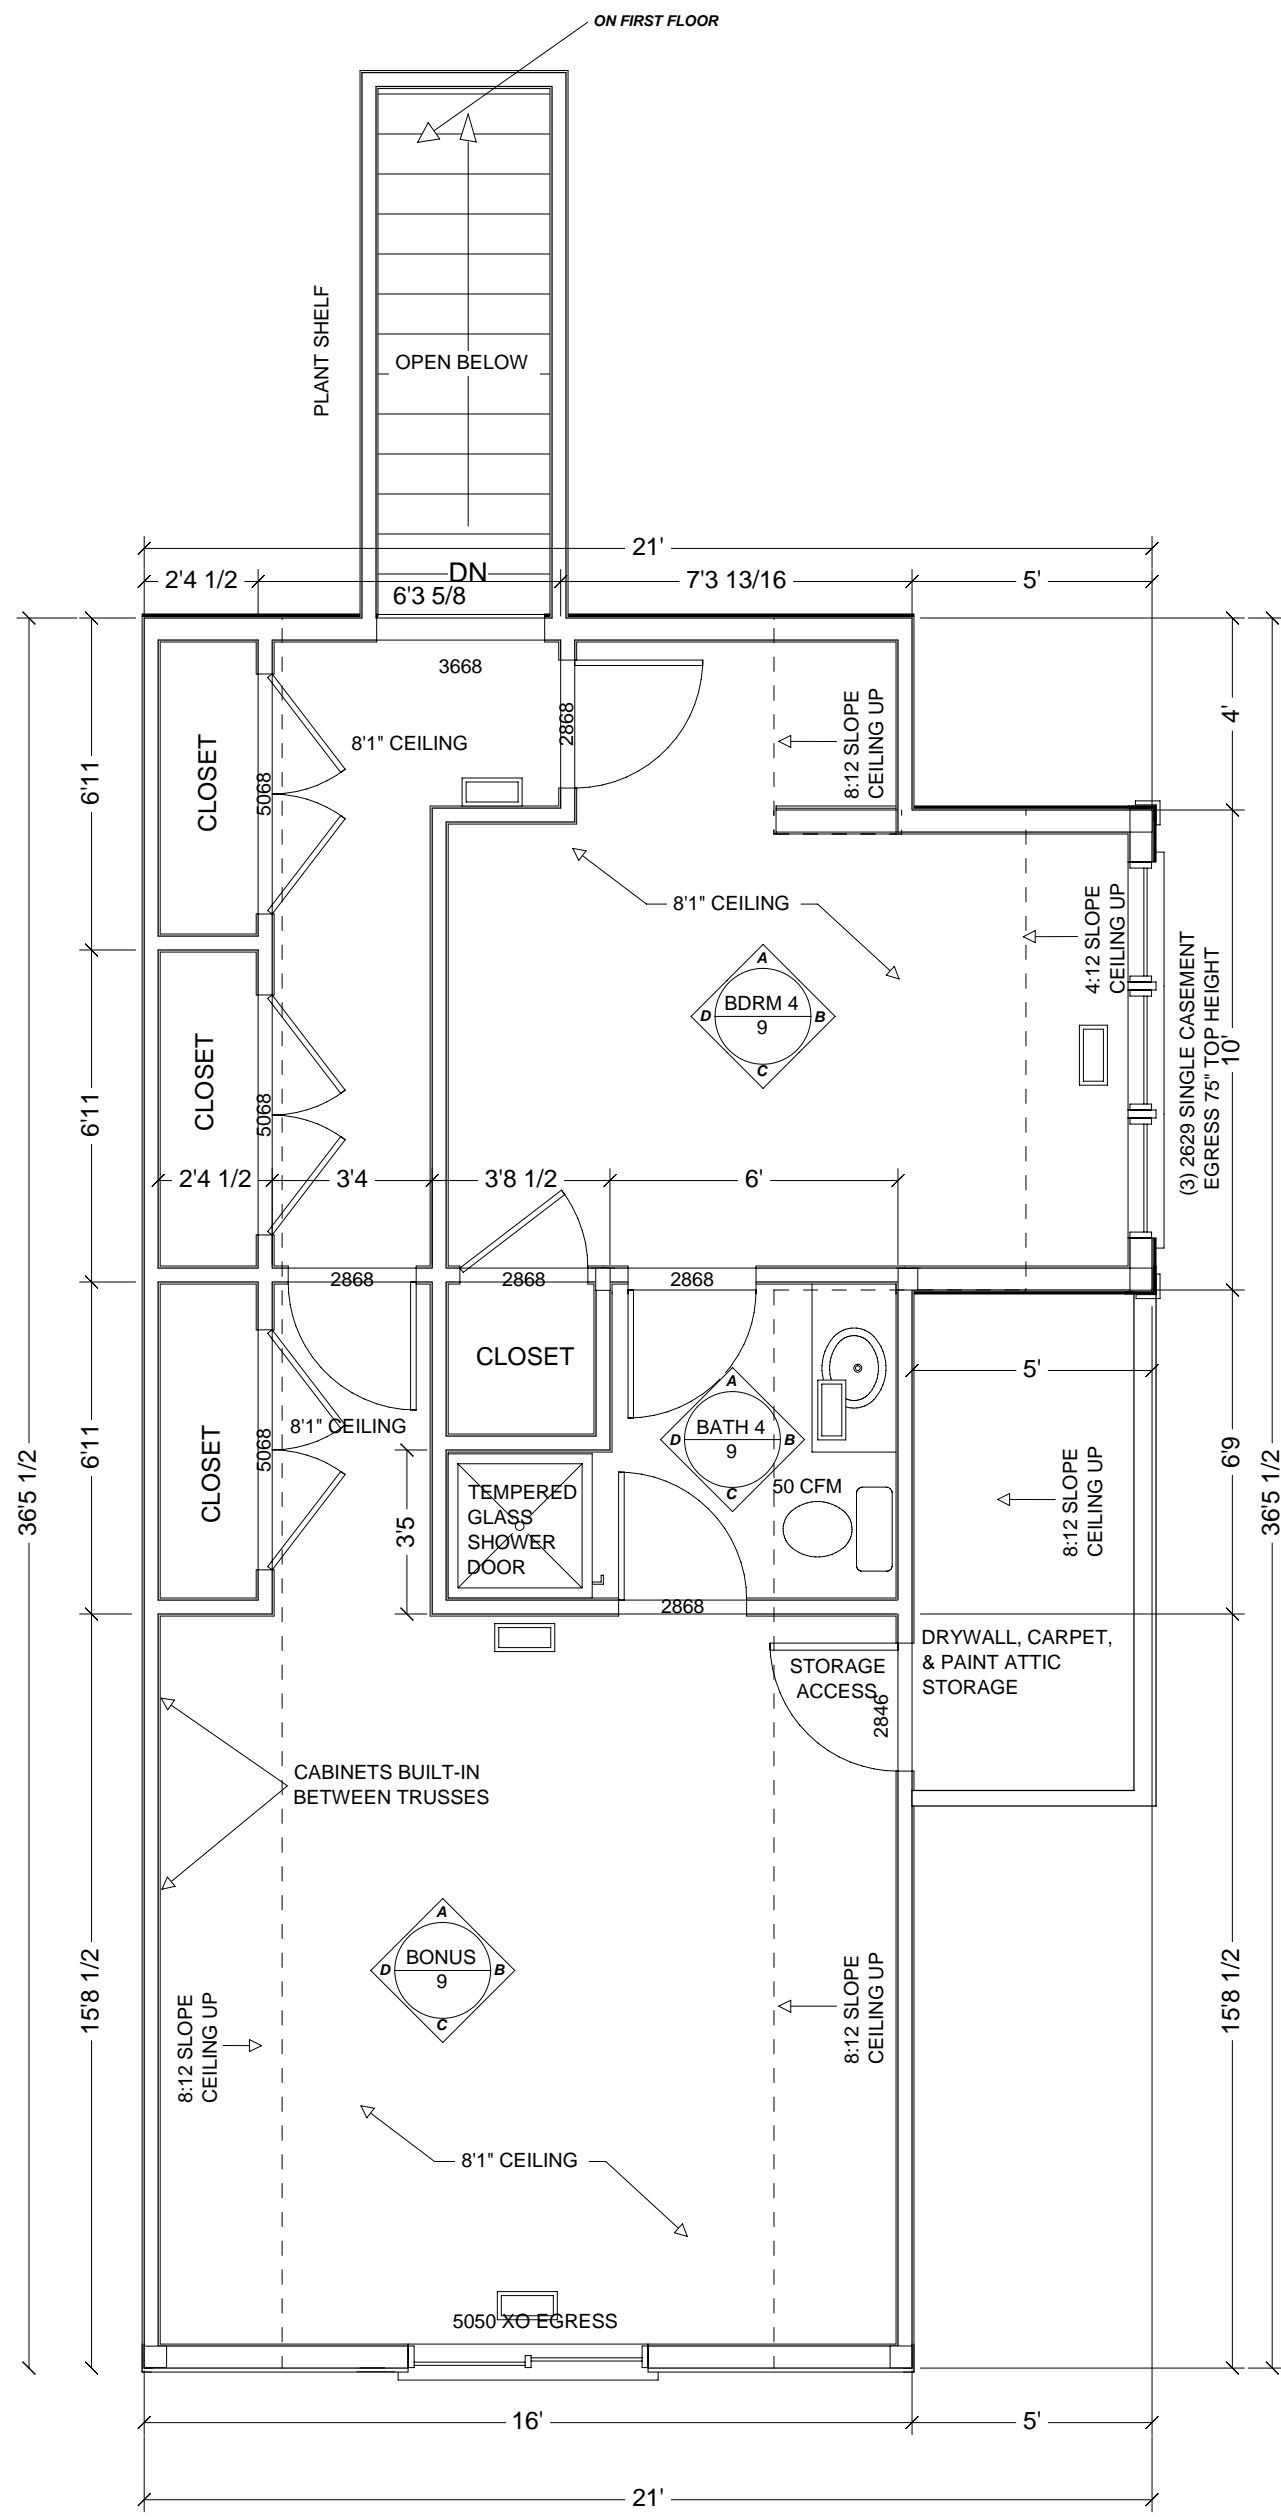 ON FIRST FLOOR
PLANT SHELF
OPEN BELOW
21'
2'4 1/2
DN
6'3 5/8
7'3 13/16
5'
3668
2868
8:12 SLOPE
CEILING UP
4'
6'11
CLOSET
5068
8'1" CEILING
8'1" CEILING
4:12 SLOPE
CEILING UP
(3) 2629 SINGLE CASEMENT
EGRESS 75" TOP HEIGHT
10'
A
BDRM 4
D
B
9
C
6'11
CLOSET
5068
2'4 1/2
3'4
3'8 1/2
6'
2868
2868
2868
CLOSET
5'
36'5 1/2
6'11
CLOSET
5068
8'1" CEILING
3'5
TEMPERED
GLASS
SHOWER
DOOR
A
BATH 4
D
B
9
C
50 CFM
8:12 SLOPE
CEILING UP
6'9
36'5 1/2
2868
STORAGE
ACCESS
2846
DRYWALL, CARPET,
& PAINT ATTIC
STORAGE
CABINETS BUILT-IN
BETWEEN TRUSSES
A
BONUS
D
B
9
C
15'8 1/2
8:12 SLOPE
CEILING UP
8:12 SLOPE
CEILING UP
15'8 1/2
8'1" CEILING
5050 XO EGRESS
16'
5'
21'